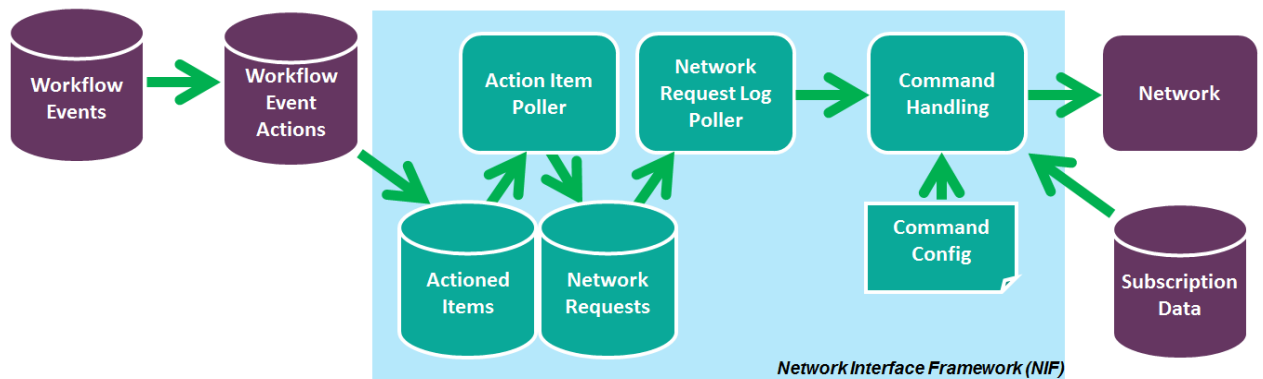 Workflow
Events
Workflow
Event
Actions
Action Item
Poller
Network
Request Log
Poller
Command
Handling
Network
Actioned
Items
Network
Requests
Command
Config
Subscription
Data
Network Interface Framework (NIF)